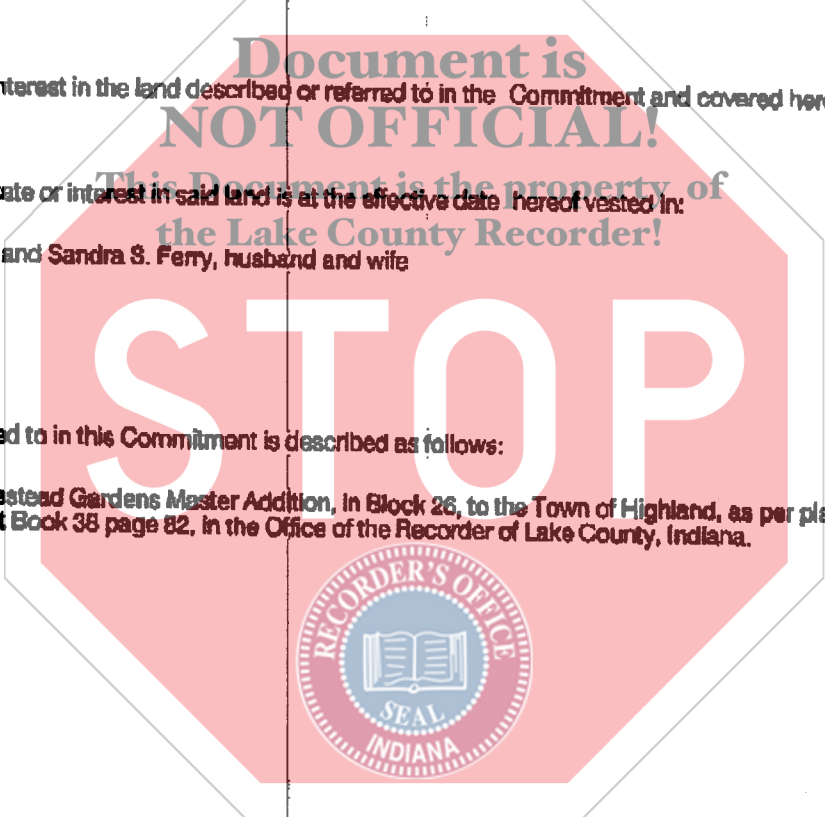 Document is
nterest in the land described or referred to in the Commitment and covered here
NOT OFFICIAL!
This Document is the property of
ate or interest in said land is at the effective date hereof vested in:
the Lake County Recorder!
and Sandra S. Ferry, husband and wife
STOP
ed to in this Commitment is described as follows:
stead Gardens Master Addition, in Block 26, to the Town of Highland, as per pla
t Book 38 page 82, in the Office of the Recorder of Lake County, Indiana.
RECORDER'S OFFICE
SEAL
INDIANA